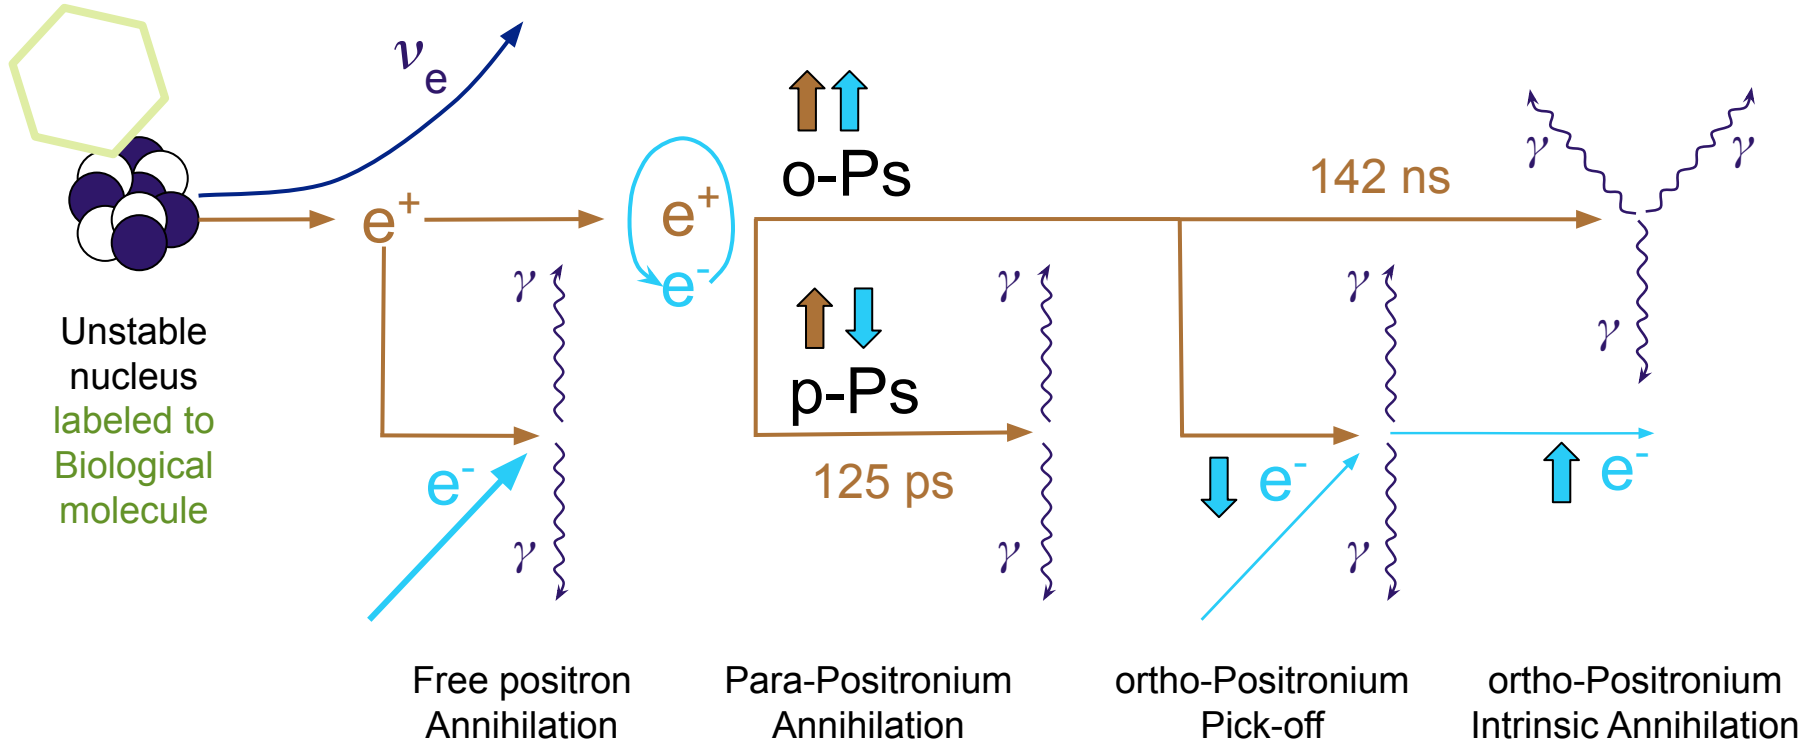 ν e
o-Ps
γ
γ
142 ns
e⁺
e⁺
e⁻
γ
γ
γ
γ
Unstable
nucleus
labeled to
Biological
molecule
p-Ps
e⁻
125 ps
e⁻
e⁻
γ
γ
γ
Free positron
Annihilation
Para-Positronium
Annihilation
ortho-Positronium
Pick-off
ortho-Positronium
Intrinsic Annihilation